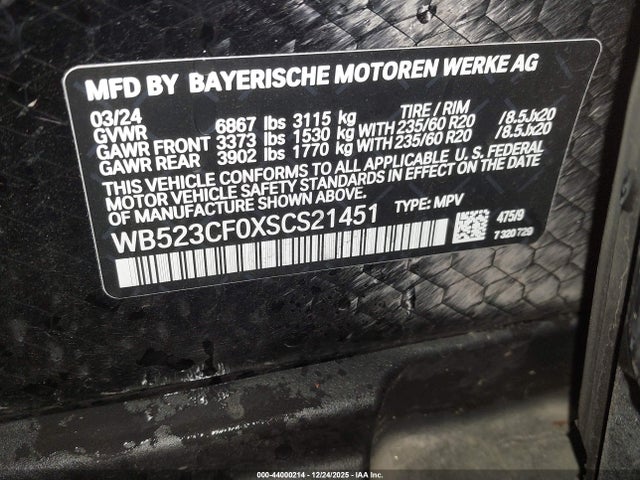 MFD BY BAYERISCHE MOTOREN WERKE AG
03/24 TIRE / RIM
GVWR 6867 lbs 3115 kg
GAWR FRONT 3373 lbs 1530 kg WITH 235/60 R20 /8.5Jx20
GAWR REAR 3902 lbs 1770 kg WITH 235/60 R20 /8.5Jx20
THIS VEHICLE CONFORMS TO ALL APPLICABLE U.S. FEDERAL
MOTOR VEHICLE SAFETY STANDARDS IN EFFECT ON THE DATE
OF MANUFACTURE SHOWN ABOVE.
WB523CF0XSCS21451 TYPE: MPV
475/9
7320729
000-44000214 - 12/24/2025 - IAA Inc.